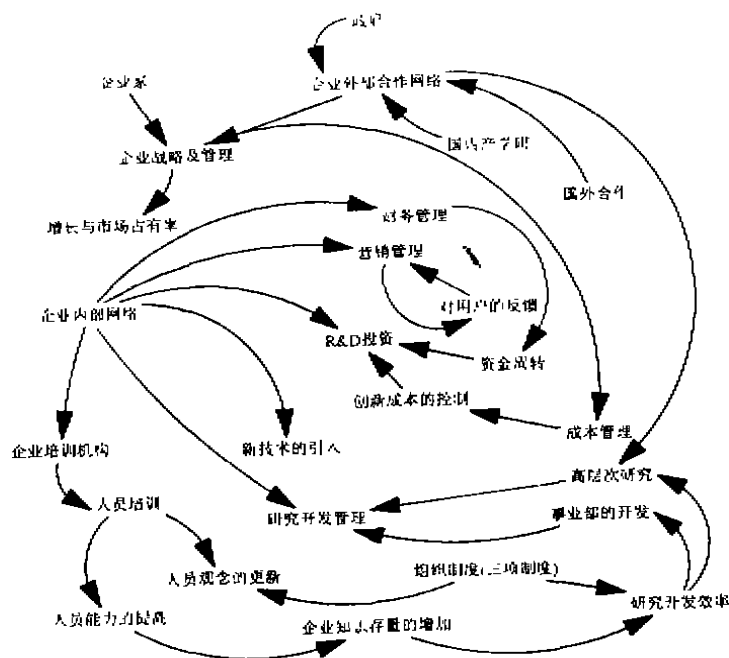 政府
企业家
企业外部合作网络
国内产学研
企业战略及管理
国外合作
增长与市场占有率
财务管理
营销管理
对用户的反馈
企业内部网络
R&D投资
资金周转
创新成本的控制
成本管理
企业培训机构
新技术的引入
高层次研究
人员培训
研究开发管理
事业部的开发
人员观念的更新
组织制度(三项制度)
研究开发效率
人员能力的提高
企业知识存量的增加